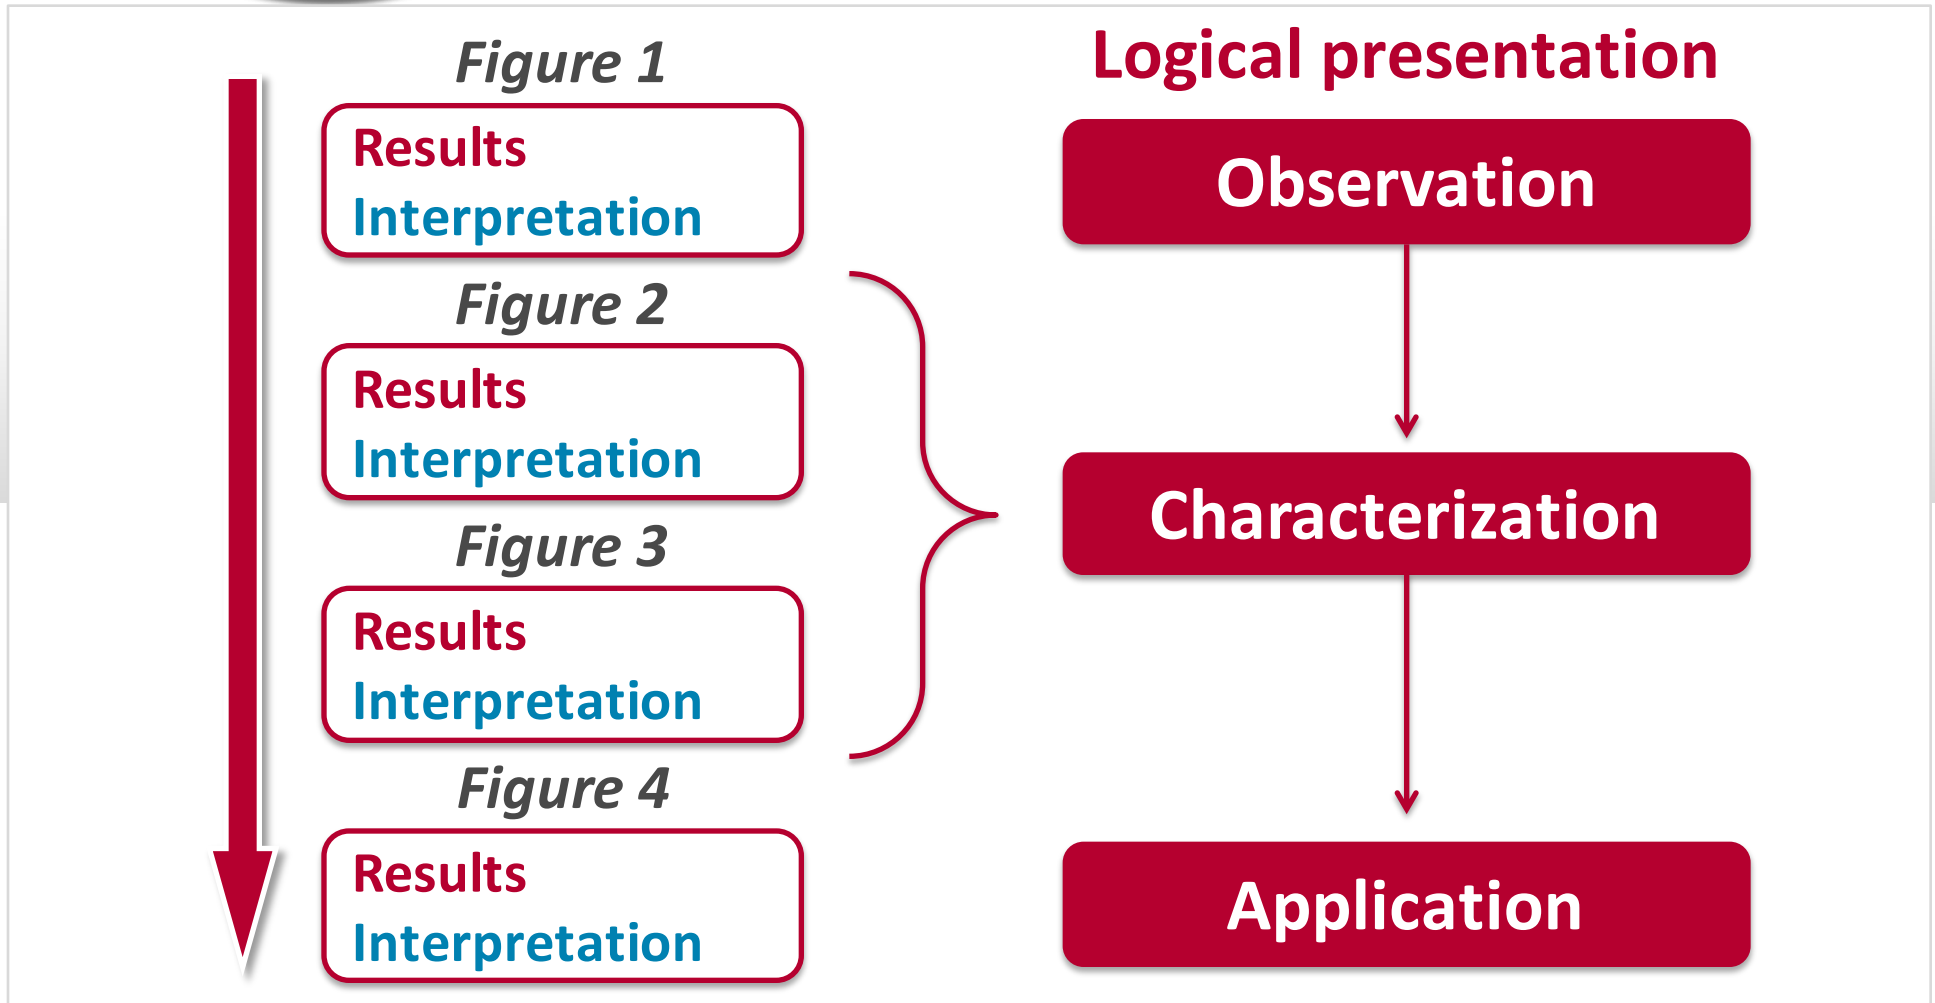 Figure 1
Results
Interpretation
Figure 2
Results
Interpretation
Figure 3
Results
Interpretation
Figure 4
Results
Interpretation
Logical presentation
Observation
Characterization
Application